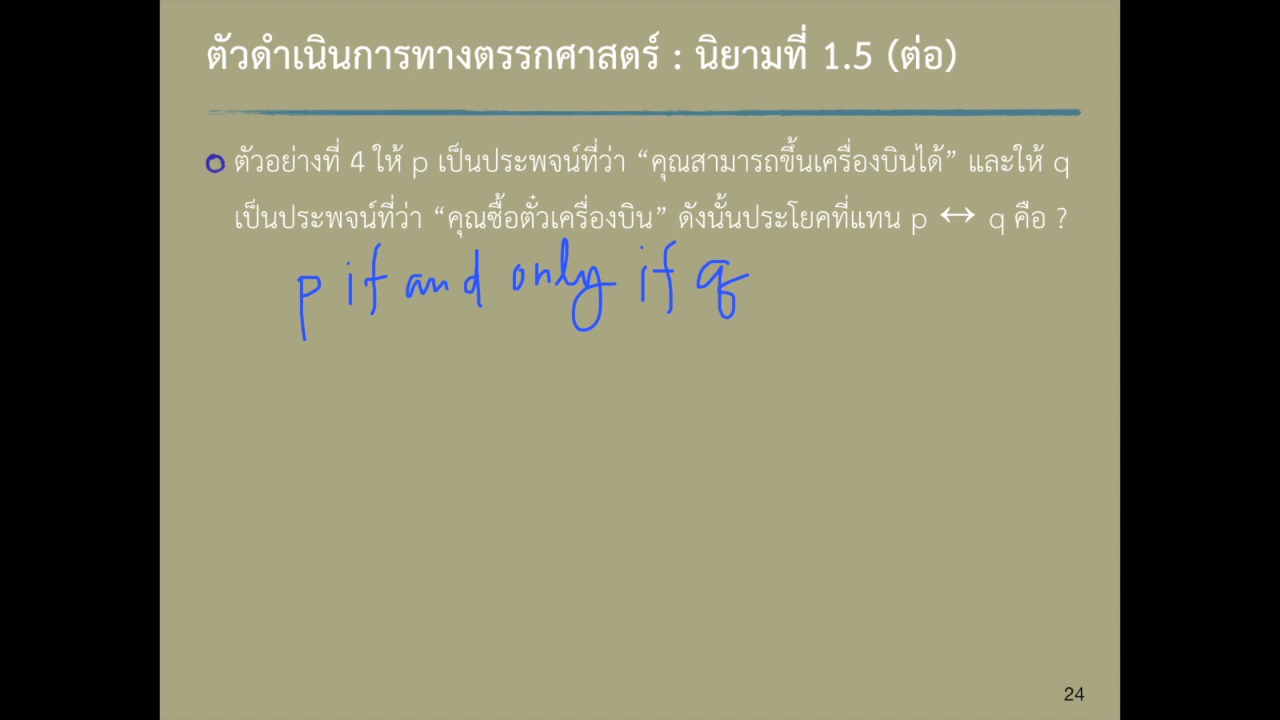 ตัวดำเนินการทางตรรกศาสตร์ : นิยามที่ 1.5 (ต่อ)
ตัวอย่างที่ 4 ให้ p เป็นประพจน์ที่ว่า “คุณสามารถขึ้นเครื่องบินได้” และให้ q
เป็นประพจน์ที่ว่า “คุณซื้อตั๋วเครื่องบิน” ดังนั้นประโยคที่แทน p ↔ q คือ ?
p if and only if q
24